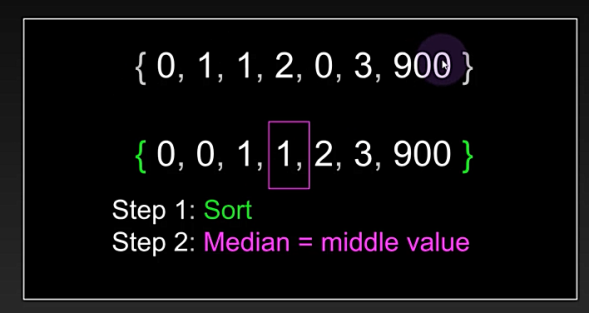 { 0, 1, 1, 2, 0, 3, 900 }
{ 0, 0, 1, 1, 2, 3, 900 }
Step 1: Sort
Step 2: Median = middle value